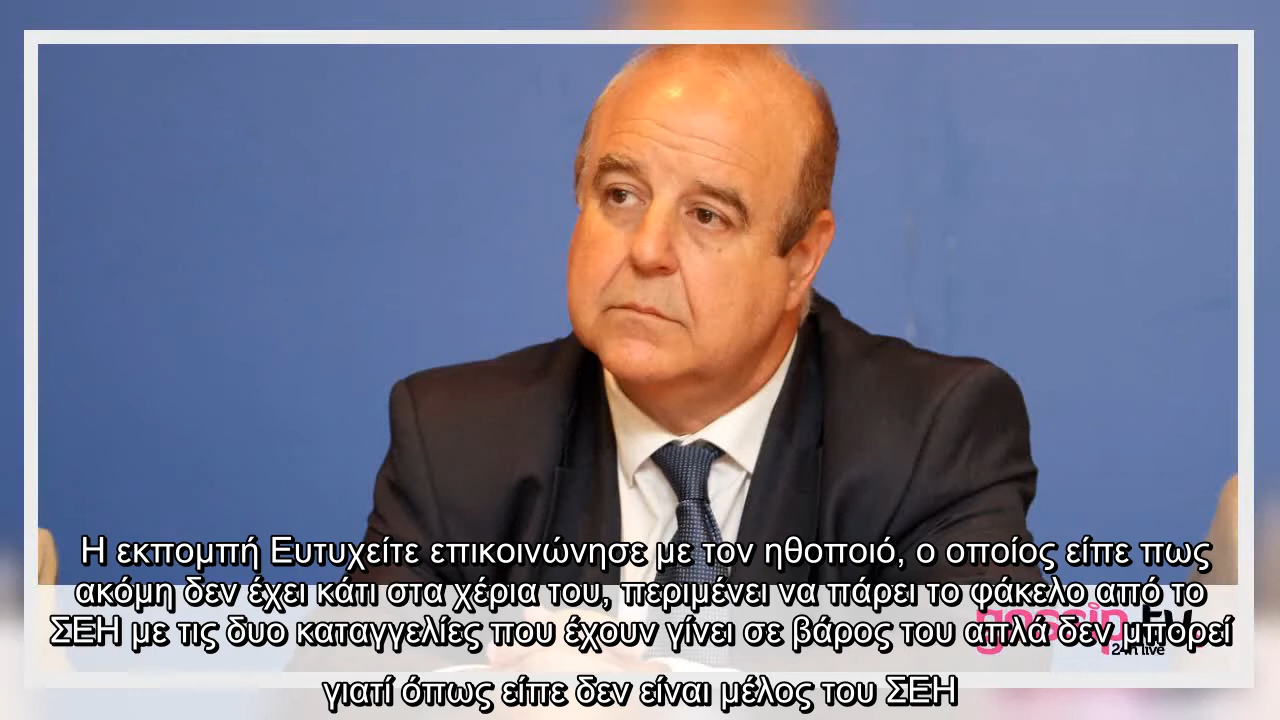 Η εκπομπή Ευτυχείτε επικοινώνησε με τον ηθοποιό, ο οποίος είπε πως
ακόμη δεν έχει κάτι στα χέρια του, περιμένει να πάρει το φάκελο από το
ΣΕΗ με τις δυο καταγγελίες που έχουν γίνει σε βάρος του απλά δεν μπορεί
γιατί όπως είπε δεν είναι μέλος του ΣΕΗ
gossip
live